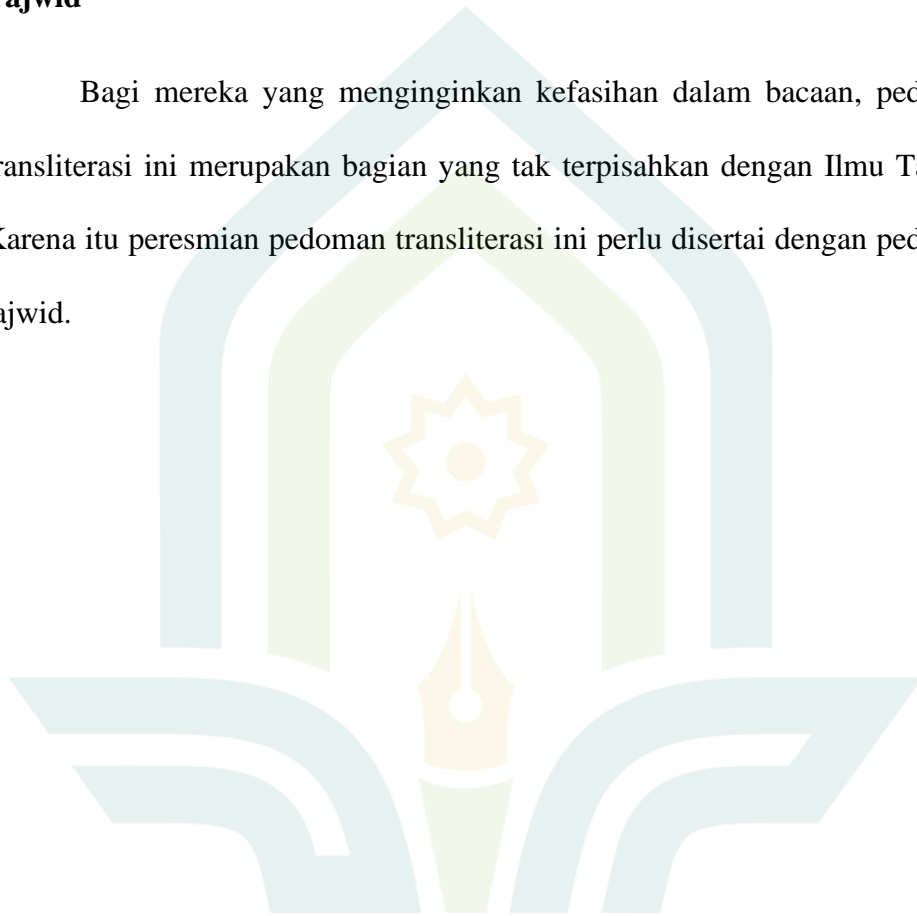 ajwid
Bagi mereka yang menginginkan kefasihan dalam bacaan, ped
ransliterasi ini merupakan bagian yang tak terpisahkan dengan Ilmu Ta
Karena itu peresmian pedoman transliterasi ini perlu disertai dengan ped
ajwid.